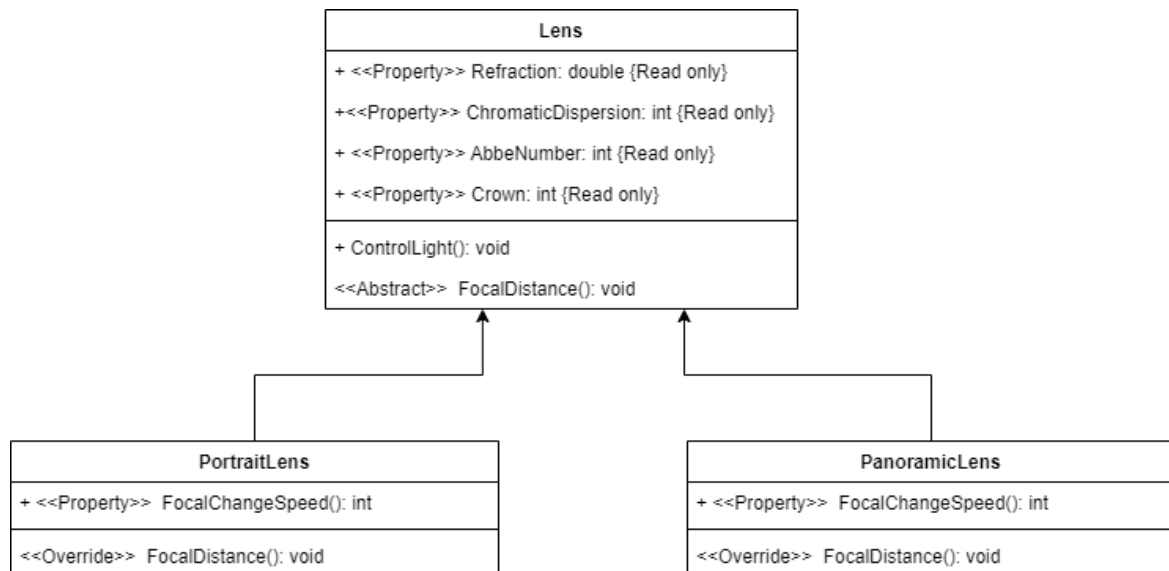 Lens
+ <<Property>> Refraction: double {Read only}
+<<Property>> ChromaticDispersion: int {Read only}
+ <<Property>> AbbeNumber: int {Read only}
+ <<Property>> Crown: int {Read only}
+ ControlLight(): void
<<Abstract>> FocalDistance(): void
PortraitLens
+ <<Property>> FocalChangeSpeed(): int
<<Override>> FocalDistance(): void
PanoramicLens
+ <<Property>> FocalChangeSpeed(): int
<<Override>> FocalDistance(): void